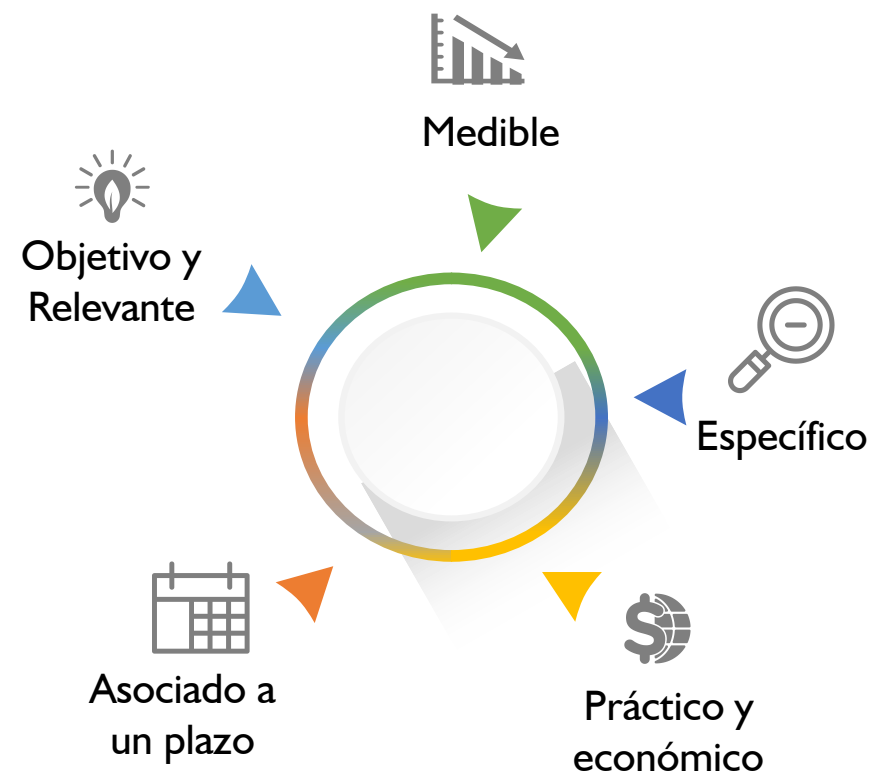 Medible
Objetivo y
Relevante
Específico
Asociado a
un plazo
Práctico y
económico